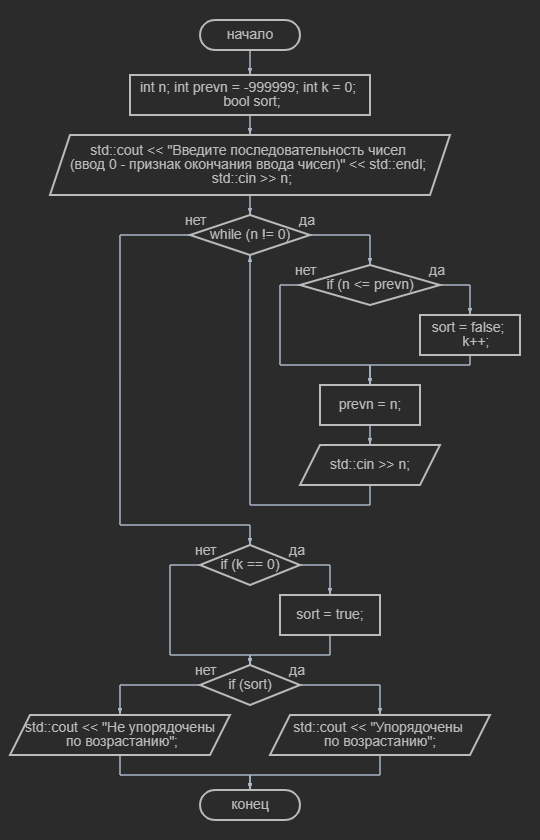 начало
int n; int prevn = -999999; int k = 0;
bool sort;
std::cout << "Введите последовательность чисел
(ввод 0 - признак окончания ввода чисел)" << std::endl;
std::cin >> n;
нет
да
while (n != 0)
нет
да
if (n <= prevn)
sort = false;
k++;
prevn = n;
std::cin >> n;
нет
да
if (k == 0)
sort = true;
нет
да
if (sort)
std::cout << "Не упорядочены
по возрастанию";
std::cout << "Упорядочены
по возрастанию";
конец